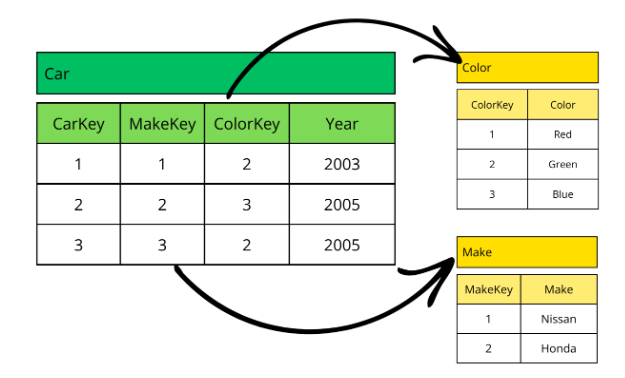 Car
CarKey MakeKey ColorKey Year
1 1 2 2003
2 2 3 2005
3 3 2 2005
Color
ColorKey Color
1 Red
2 Green
3 Blue
Make
MakeKey Make
1 Nissan
2 Honda